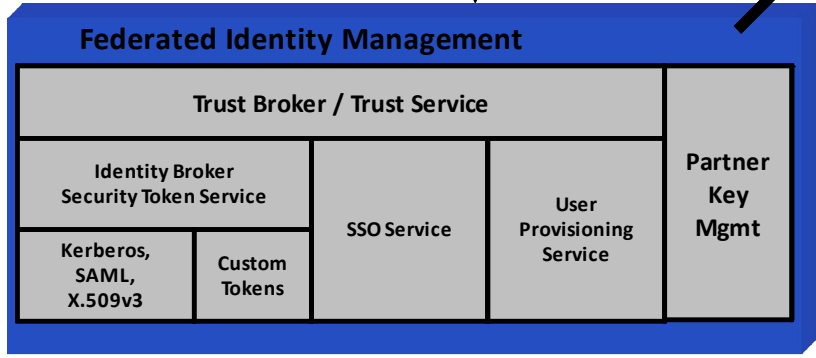 Federated Identity Management
Trust Broker / Trust Service
Identity Broker
Security Token Service
Kerberos,
SAML,
X.509v3
Custom
Tokens
SSO Service
User
Provisioning
Service
Partner
Key
Mgmt